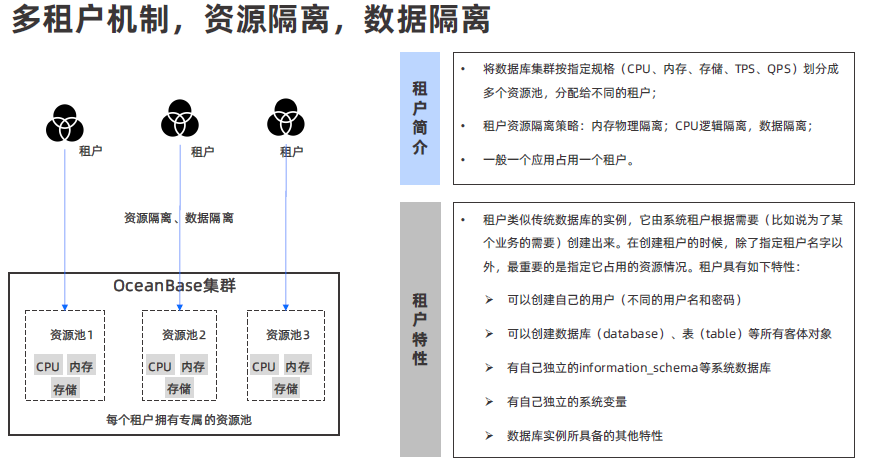 多租户机制，资源隔离，数据隔离
租户
租户
租户
资源隔离、数据隔离
OceanBase集群
资源池1
资源池2
资源池3
CPU
内存
存储
CPU
内存
存储
CPU
内存
存储
每个租户拥有专属的资源池
租户简介
• 将数据库集群按指定规格（CPU、内存、存储、TPS、QPS）划分成
多个资源池，分配给不同的租户；
• 租户资源隔离策略：内存物理隔离；CPU逻辑隔离，数据隔离；
• 一般一个应用占用一个租户。
租户特性
• 租户类似传统数据库的实例，它由系统租户根据需要（比如说为了某
个业务的需要）创建出来。在创建租户的时候，除了指定租户名字以
外，最重要的是指定它占用的资源情况。租户具有如下特性：
➢ 可以创建自己的用户（不同的用户名和密码）
➢ 可以创建数据库（database）、表（table）等所有客体对象
➢ 有自己独立的information_schema等系统数据库
➢ 有自己独立的系统变量
➢ 数据库实例所具备的其他特性